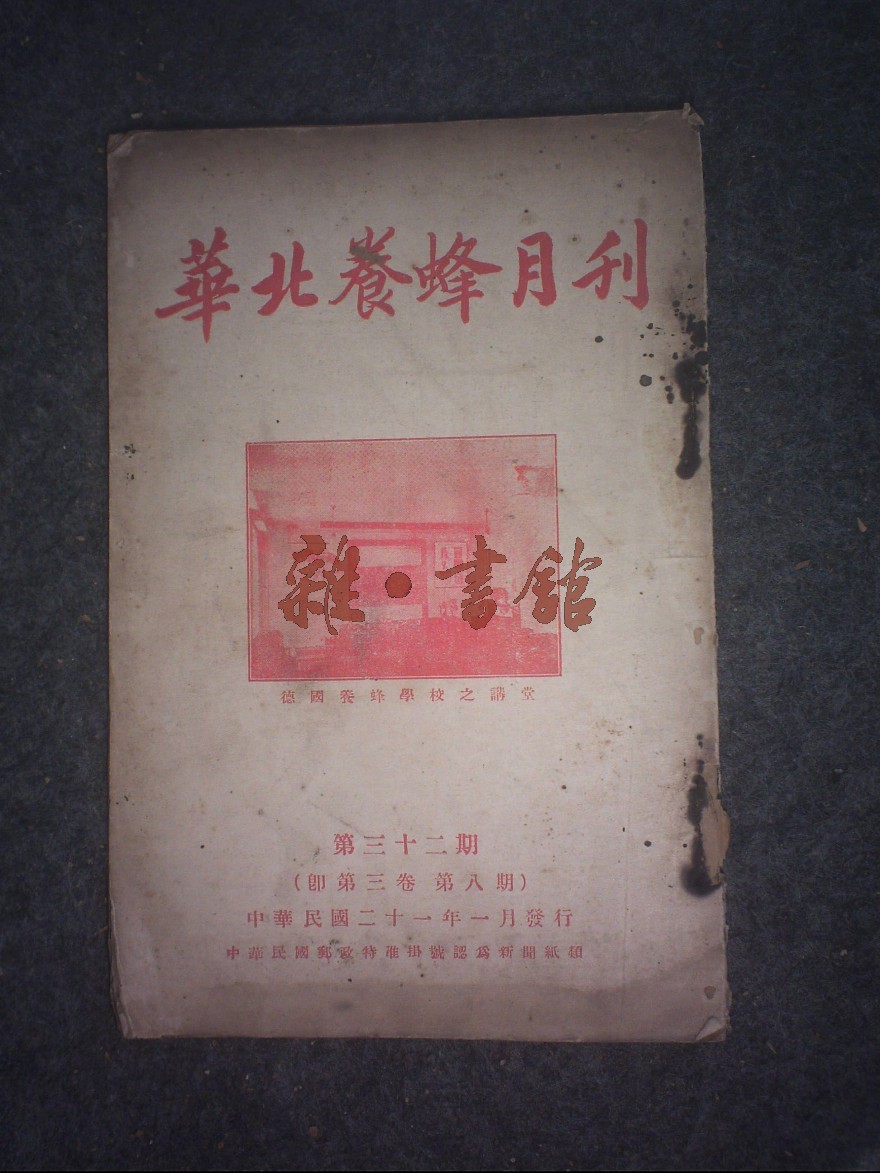 華北養蜂月刊
雜·書館
德國養蜂學校之講堂
第三十二期
(卽第三卷 第八期)
中華民國二十一年一月發行
中華民國郵政特准掛號認爲新聞紙類